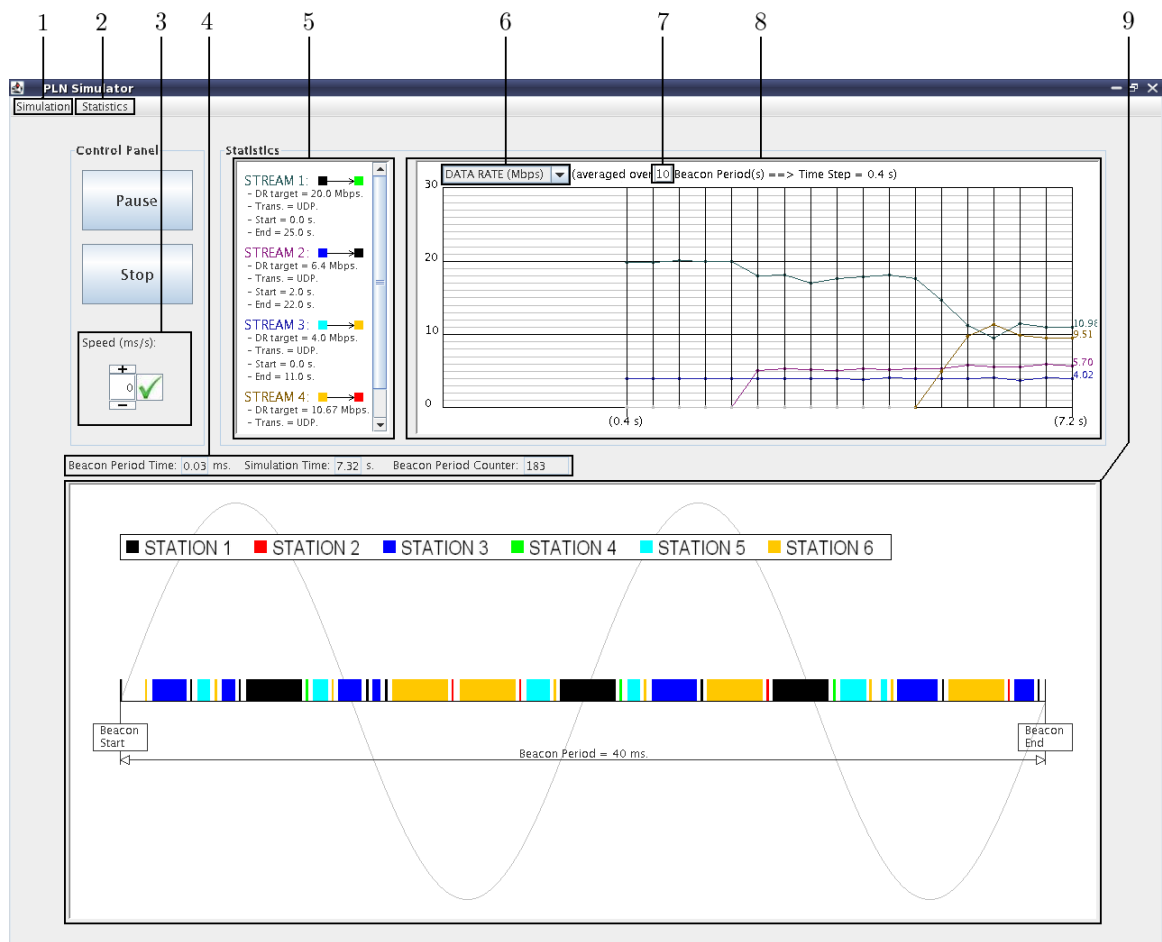 1 2 3 4 5 6 7 8 9
PLN Simulator
Simulation Statistics
Control Panel
Pause
Stop
Speed (ms/s):
+
0
−
Statistics
STREAM 1:
- DR target = 20.0 Mbps.
- Trans. = UDP.
- Start = 0.0 s.
- End = 25.0 s.
STREAM 2:
- DR target = 6.4 Mbps.
- Trans. = UDP.
- Start = 2.0 s.
- End = 22.0 s.
STREAM 3:
- DR target = 4.0 Mbps.
- Trans. = UDP.
- Start = 0.0 s.
- End = 11.0 s.
STREAM 4:
- DR target = 10.67 Mbps.
- Trans. = UDP.
DATA RATE (Mbps) (averaged over 10 Beacon Period(s) ==> Time Step = 0.4 s)
30
20
10
0
10.98
9.51
5.70
4.02
(0.4 s) (7.2 s)
Beacon Period Time: 0.03 ms. Simulation Time: 7.32 s. Beacon Period Counter: 183
STATION 1 STATION 2 STATION 3 STATION 4 STATION 5 STATION 6
Beacon Start
Beacon End
Beacon Period = 40 ms.